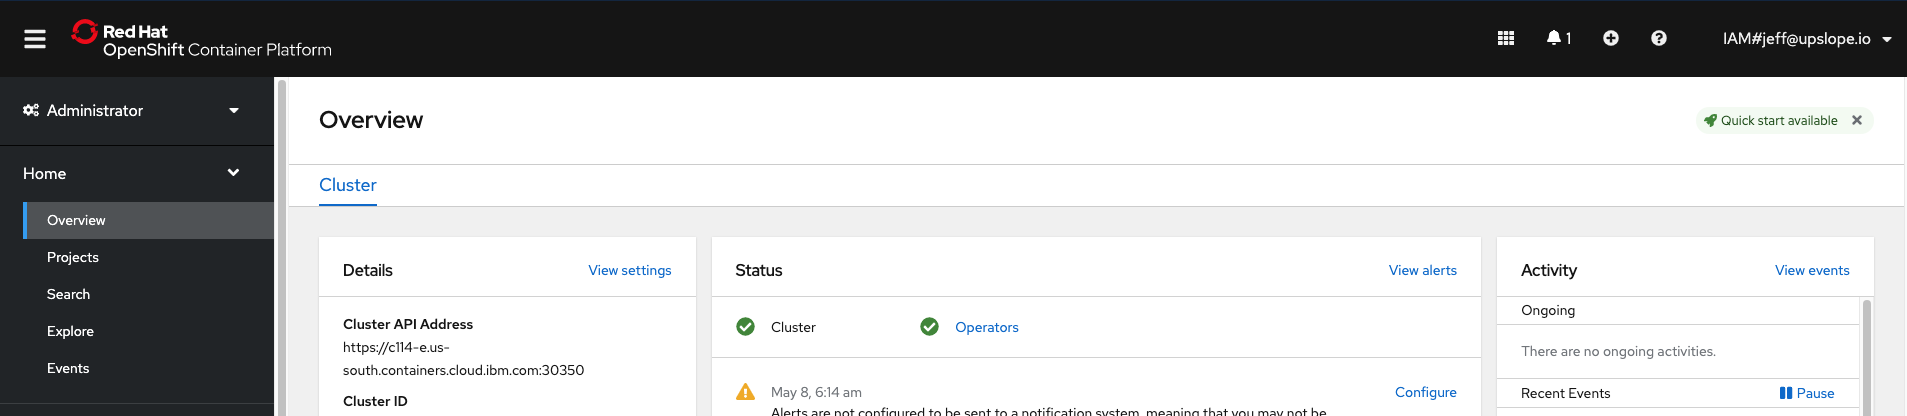 Red Hat
OpenShift Container Platform
1
IAM#jeff@upslope.io
Administrator
Home
Overview
Projects
Search
Explore
Events
Overview
Quick start available
Cluster
Details
View settings
Cluster API Address
https://c114-e.us-
south.containers.cloud.ibm.com:30350
Cluster ID
Status
View alerts
Cluster
Operators
May 8, 6:14 am
Configure
Alerts are not configured to be sent to a notification system, meaning that you may not be
Activity
View events
Ongoing
There are no ongoing activities.
Recent Events
Pause